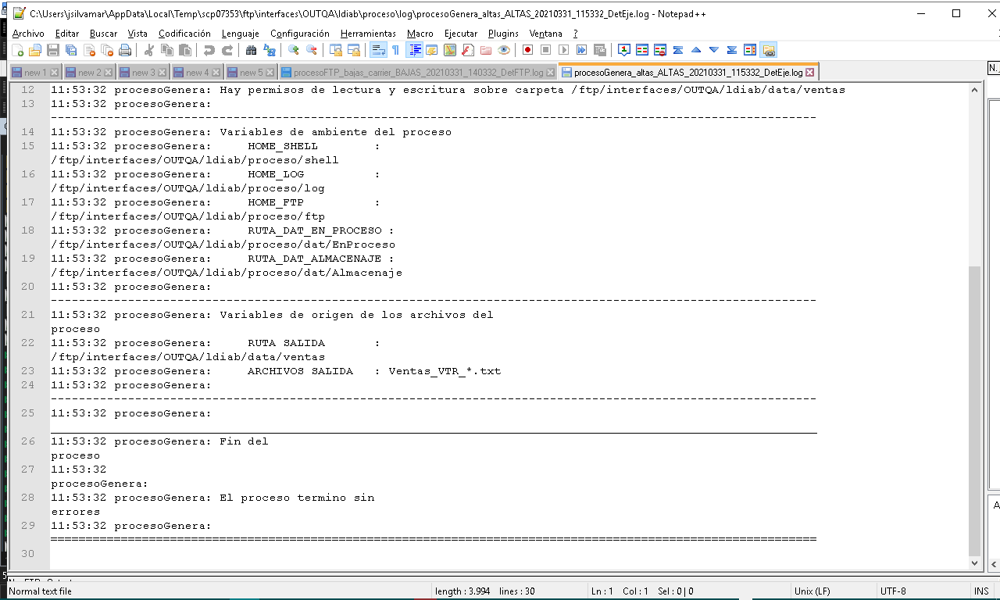 C:\Users\jsilvamar\AppData\Local\Temp\scp07353\ftp\interfaces\OUTQA\ldiab\proceso\log\procesoGenera_altas_ALTAS_20210331_115332_DetEje.log - Notepad++
Archivo Editar Buscar Vista Codificación Lenguaje Configuración Herramientas Macro Ejecutar Plugins Ventana ?
new 1 new 2 new 3 new 4 new 5 procesoFTP_bajas_carrier_BAJAS_20210331_140332_DetFTP.log procesoGenera_altas_ALTAS_20210331_115332_DetEje.log
12 11:53:32 procesoGenera: Hay permisos de lectura y escritura sobre carpeta /ftp/interfaces/OUTQA/ldiab/data/ventas
13 11:53:32 procesoGenera:
-------------------------------------------------------------------------------------------------------------
14 11:53:32 procesoGenera: Variables de ambiente del proceso
15 11:53:32 procesoGenera:     HOME_SHELL        :
/ftp/interfaces/OUTQA/ldiab/proceso/shell
16 11:53:32 procesoGenera:     HOME_LOG          :
/ftp/interfaces/OUTQA/ldiab/proceso/log
17 11:53:32 procesoGenera:     HOME_FTP          :
/ftp/interfaces/OUTQA/ldiab/proceso/ftp
18 11:53:32 procesoGenera:     RUTA_DAT_EN_PROCESO :
/ftp/interfaces/OUTQA/ldiab/proceso/dat/EnProceso
19 11:53:32 procesoGenera:     RUTA_DAT_ALMACENAJE :
/ftp/interfaces/OUTQA/ldiab/proceso/dat/Almacenaje
20 11:53:32 procesoGenera:
-------------------------------------------------------------------------------------------------------------
21 11:53:32 procesoGenera: Variables de origen de los archivos del
proceso
22 11:53:32 procesoGenera:     RUTA SALIDA       :
/ftp/interfaces/OUTQA/ldiab/data/ventas
23 11:53:32 procesoGenera:     ARCHIVOS SALIDA   : Ventas_VTR_*.txt
24 11:53:32 procesoGenera:
-------------------------------------------------------------------------------------------------------------
25 11:53:32 procesoGenera:
_____________________________________________________________________________________________________________
26 11:53:32 procesoGenera: Fin del
proceso
27 11:53:32
procesoGenera:
28 11:53:32 procesoGenera: El proceso termino sin
errores
29 11:53:32 procesoGenera:
=============================================================================================================
30
Normal text file length : 3.994 lines : 30 Ln : 1 Col : 1 Sel : 0 | 0 Unix (LF) UTF-8 INS